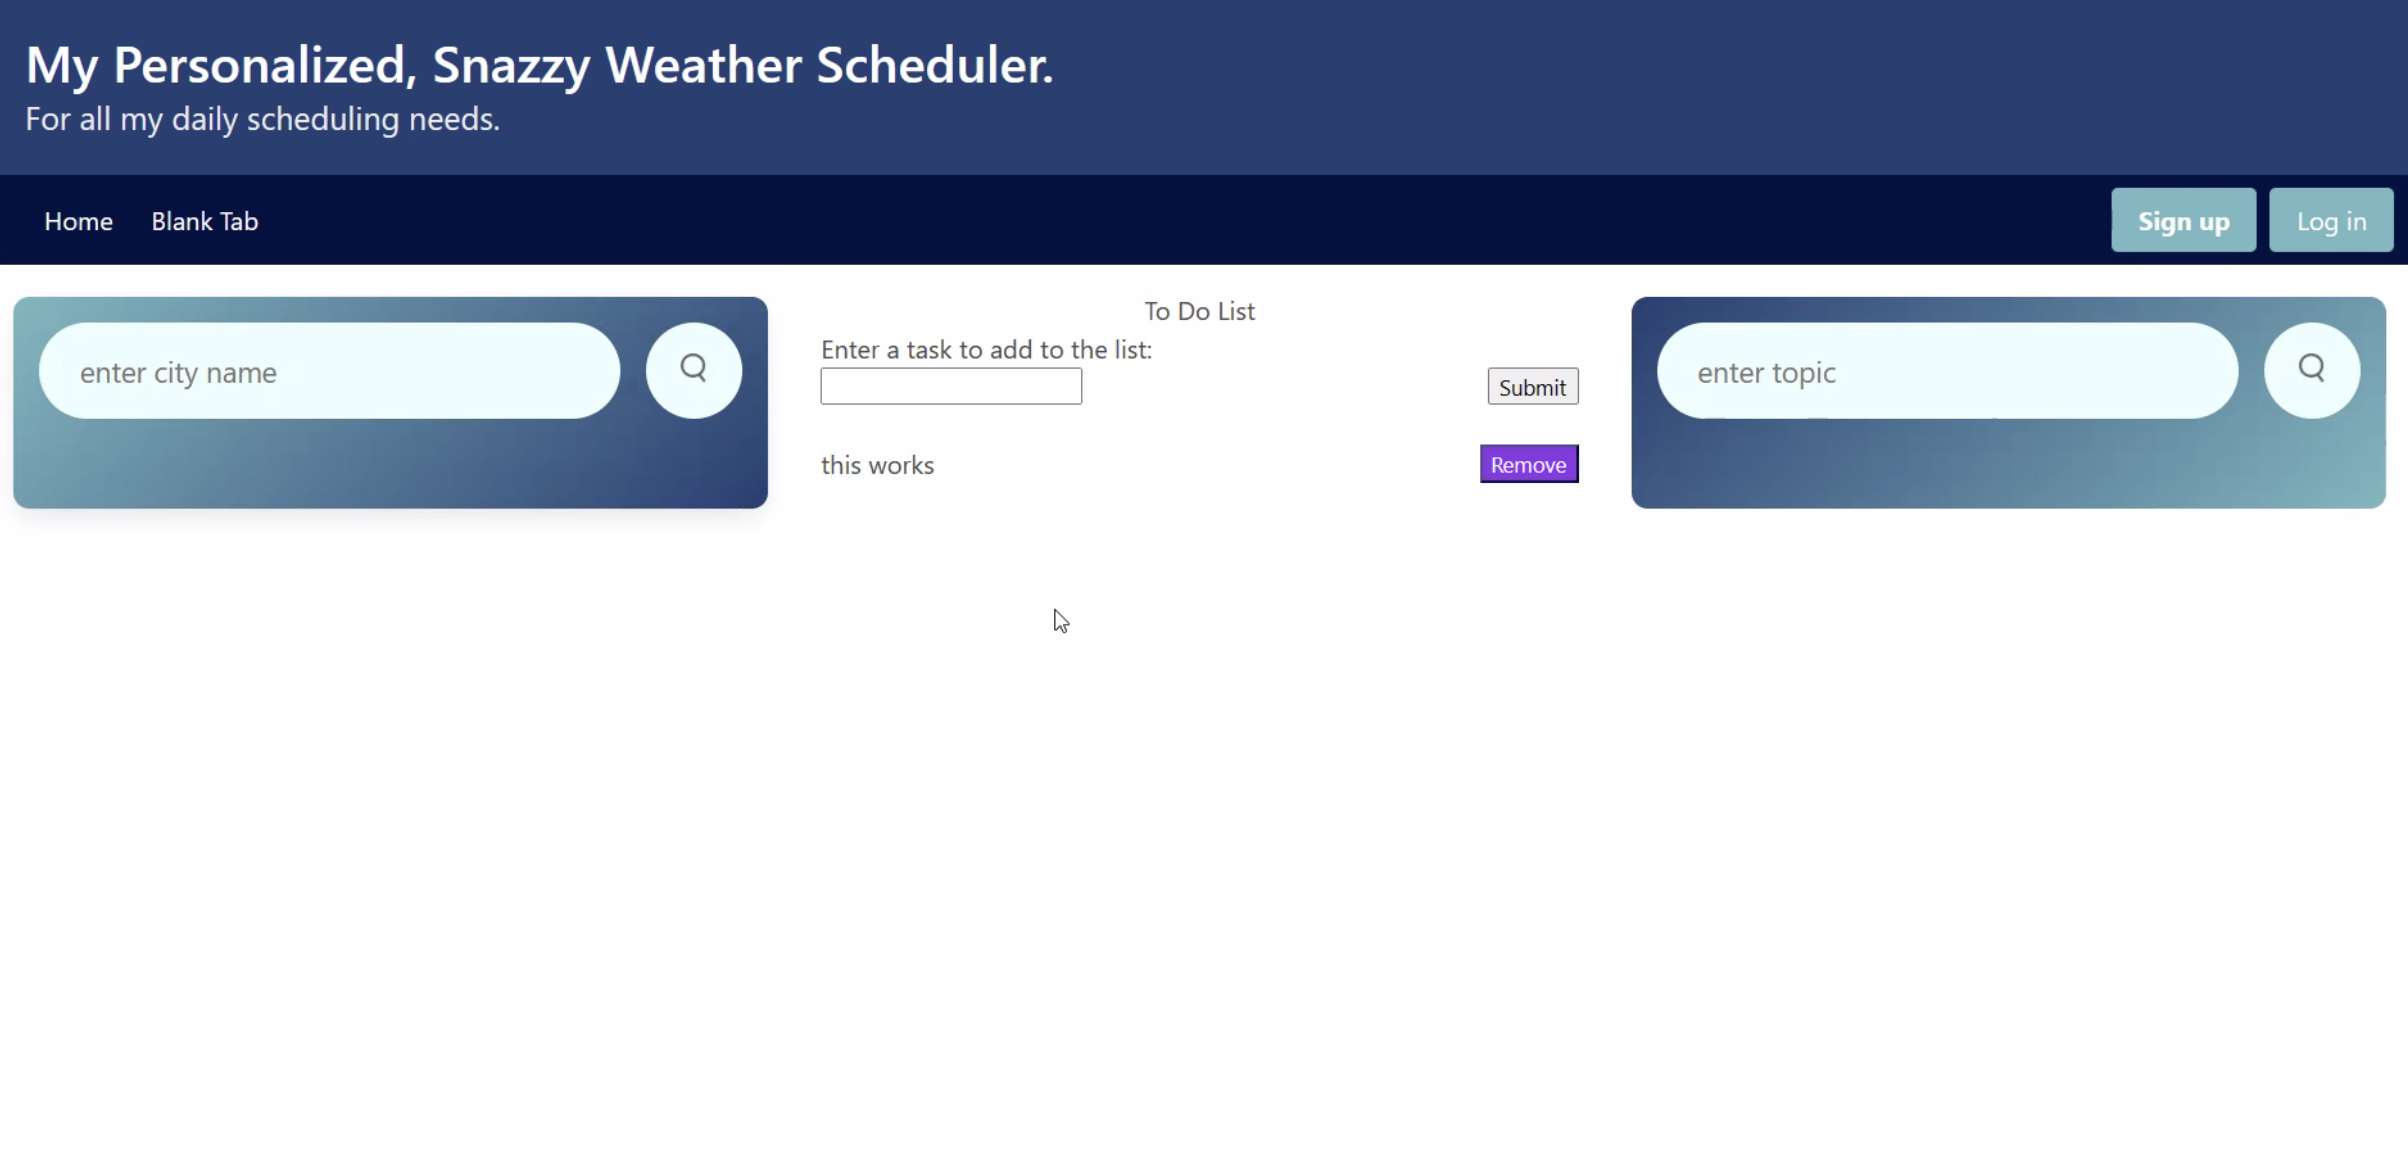 My Personalized, Snazzy Weather Scheduler.
For all my daily scheduling needs.
Home
Blank Tab
Sign up
Log in
enter city name
To Do List
Enter a task to add to the list:
Submit
this works
Remove
enter topic